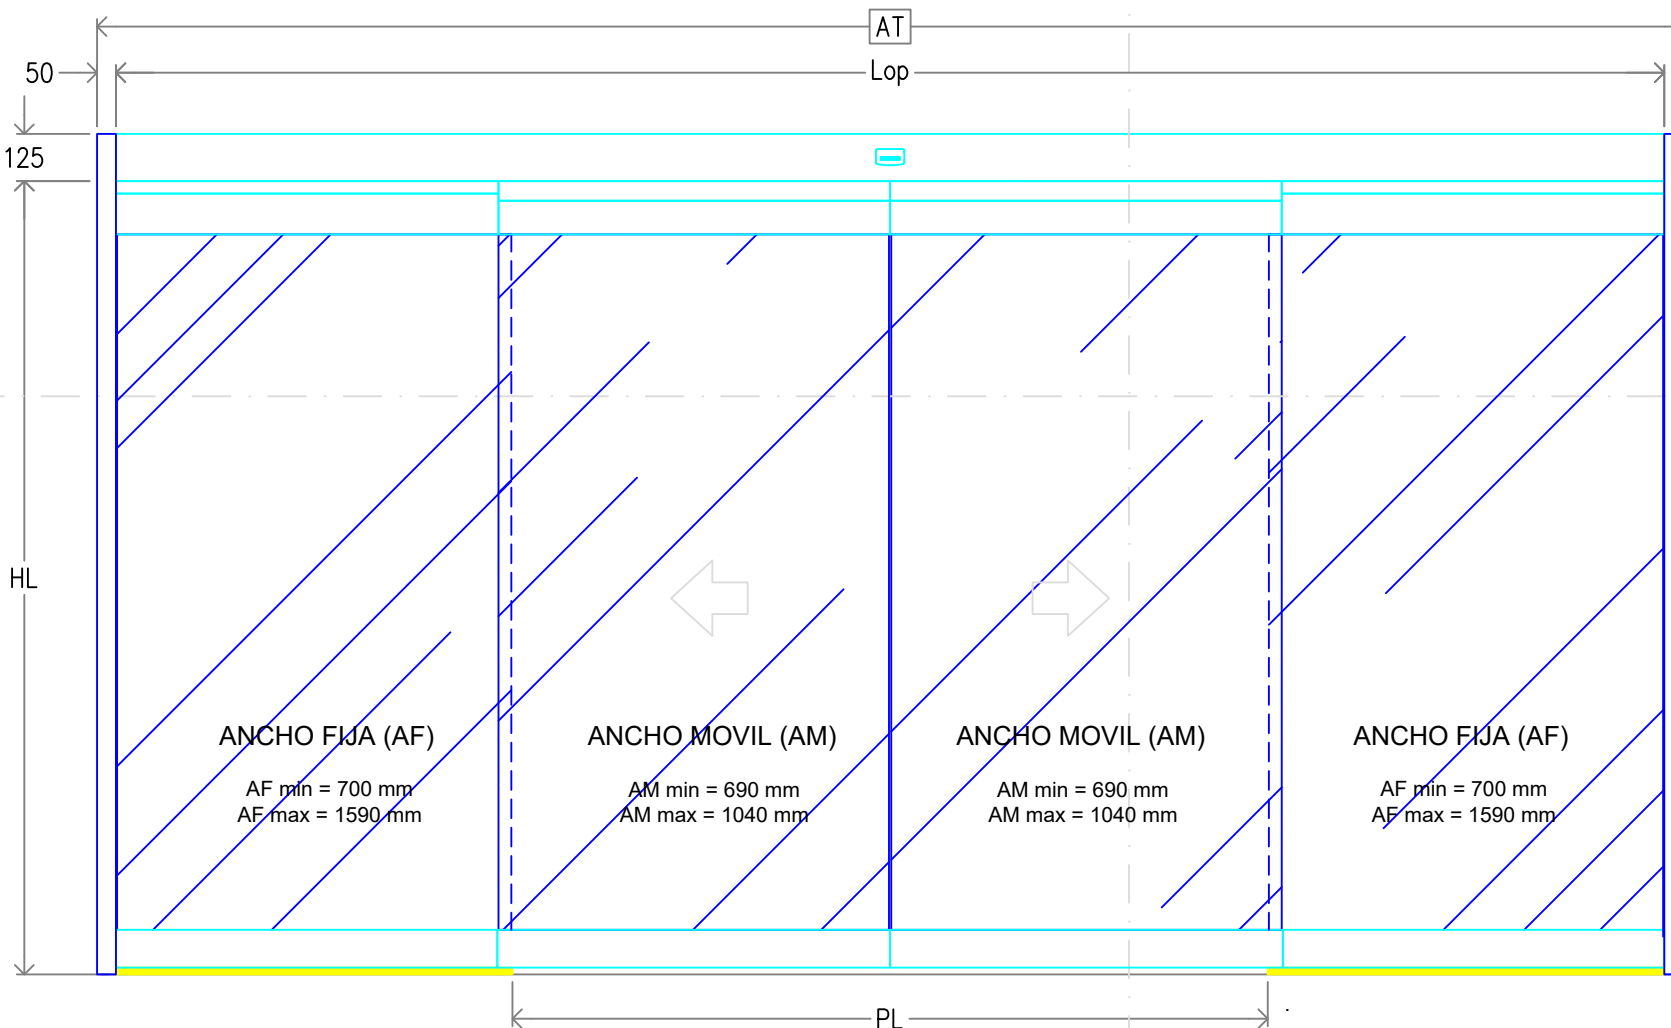 AT
50
Lop
125
HL
ANCHO FIJA (AF)
AF min = 700 mm
AF max = 1590 mm
ANCHO MOVIL (AM)
AM min = 690 mm
AM max = 1040 mm
ANCHO MOVIL (AM)
AM min = 690 mm
AM max = 1040 mm
ANCHO FIJA (AF)
AF min = 700 mm
AF max = 1590 mm
PL